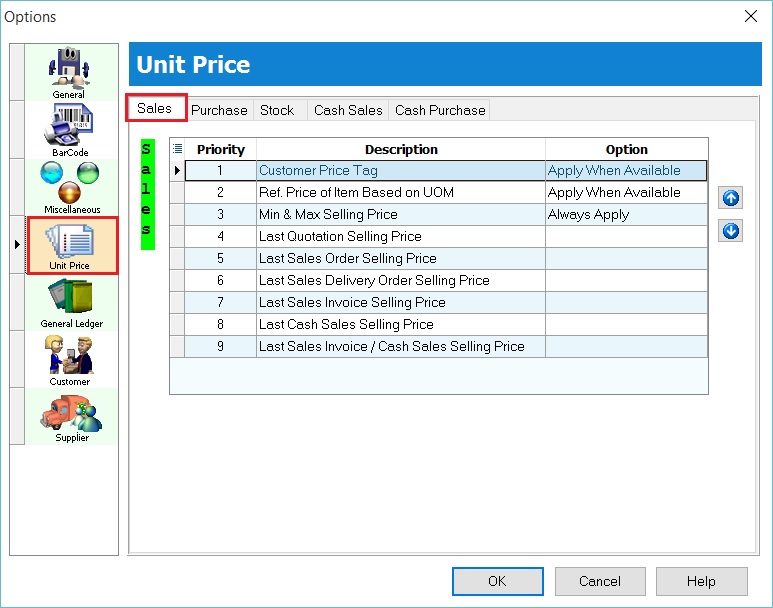 Options
General
BarCode
Miscellaneous
Unit Price
General Ledger
Customer
Supplier
Unit Price
Sales Purchase Stock Cash Sales Cash Purchase
Sales
Priority Description Option
1 Customer Price Tag Apply When Available
2 Ref. Price of Item Based on UOM Apply When Available
3 Min & Max Selling Price Always Apply
4 Last Quotation Selling Price
5 Last Sales Order Selling Price
6 Last Sales Delivery Order Selling Price
7 Last Sales Invoice Selling Price
8 Last Cash Sales Selling Price
9 Last Sales Invoice / Cash Sales Selling Price
OK Cancel Help